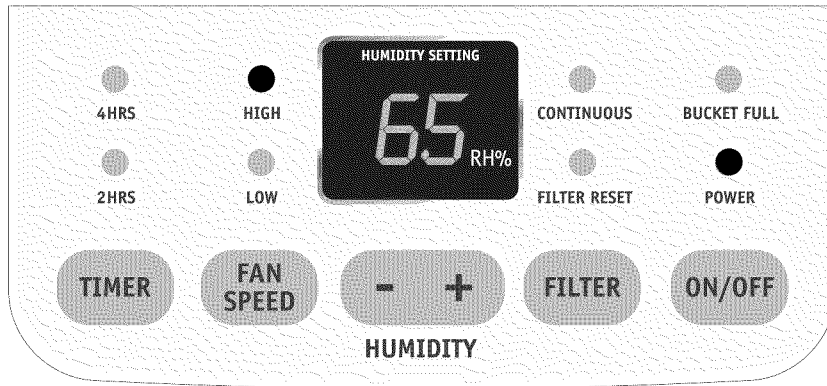 HUMIDITY SETTING
65 RH%
4HRS
HIGH
CONTINUOUS
BUCKET FULL
2HRS
LOW
FILTER RESET
POWER
TIMER
FAN
SPEED
- +
FILTER
ON/OFF
HUMIDITY